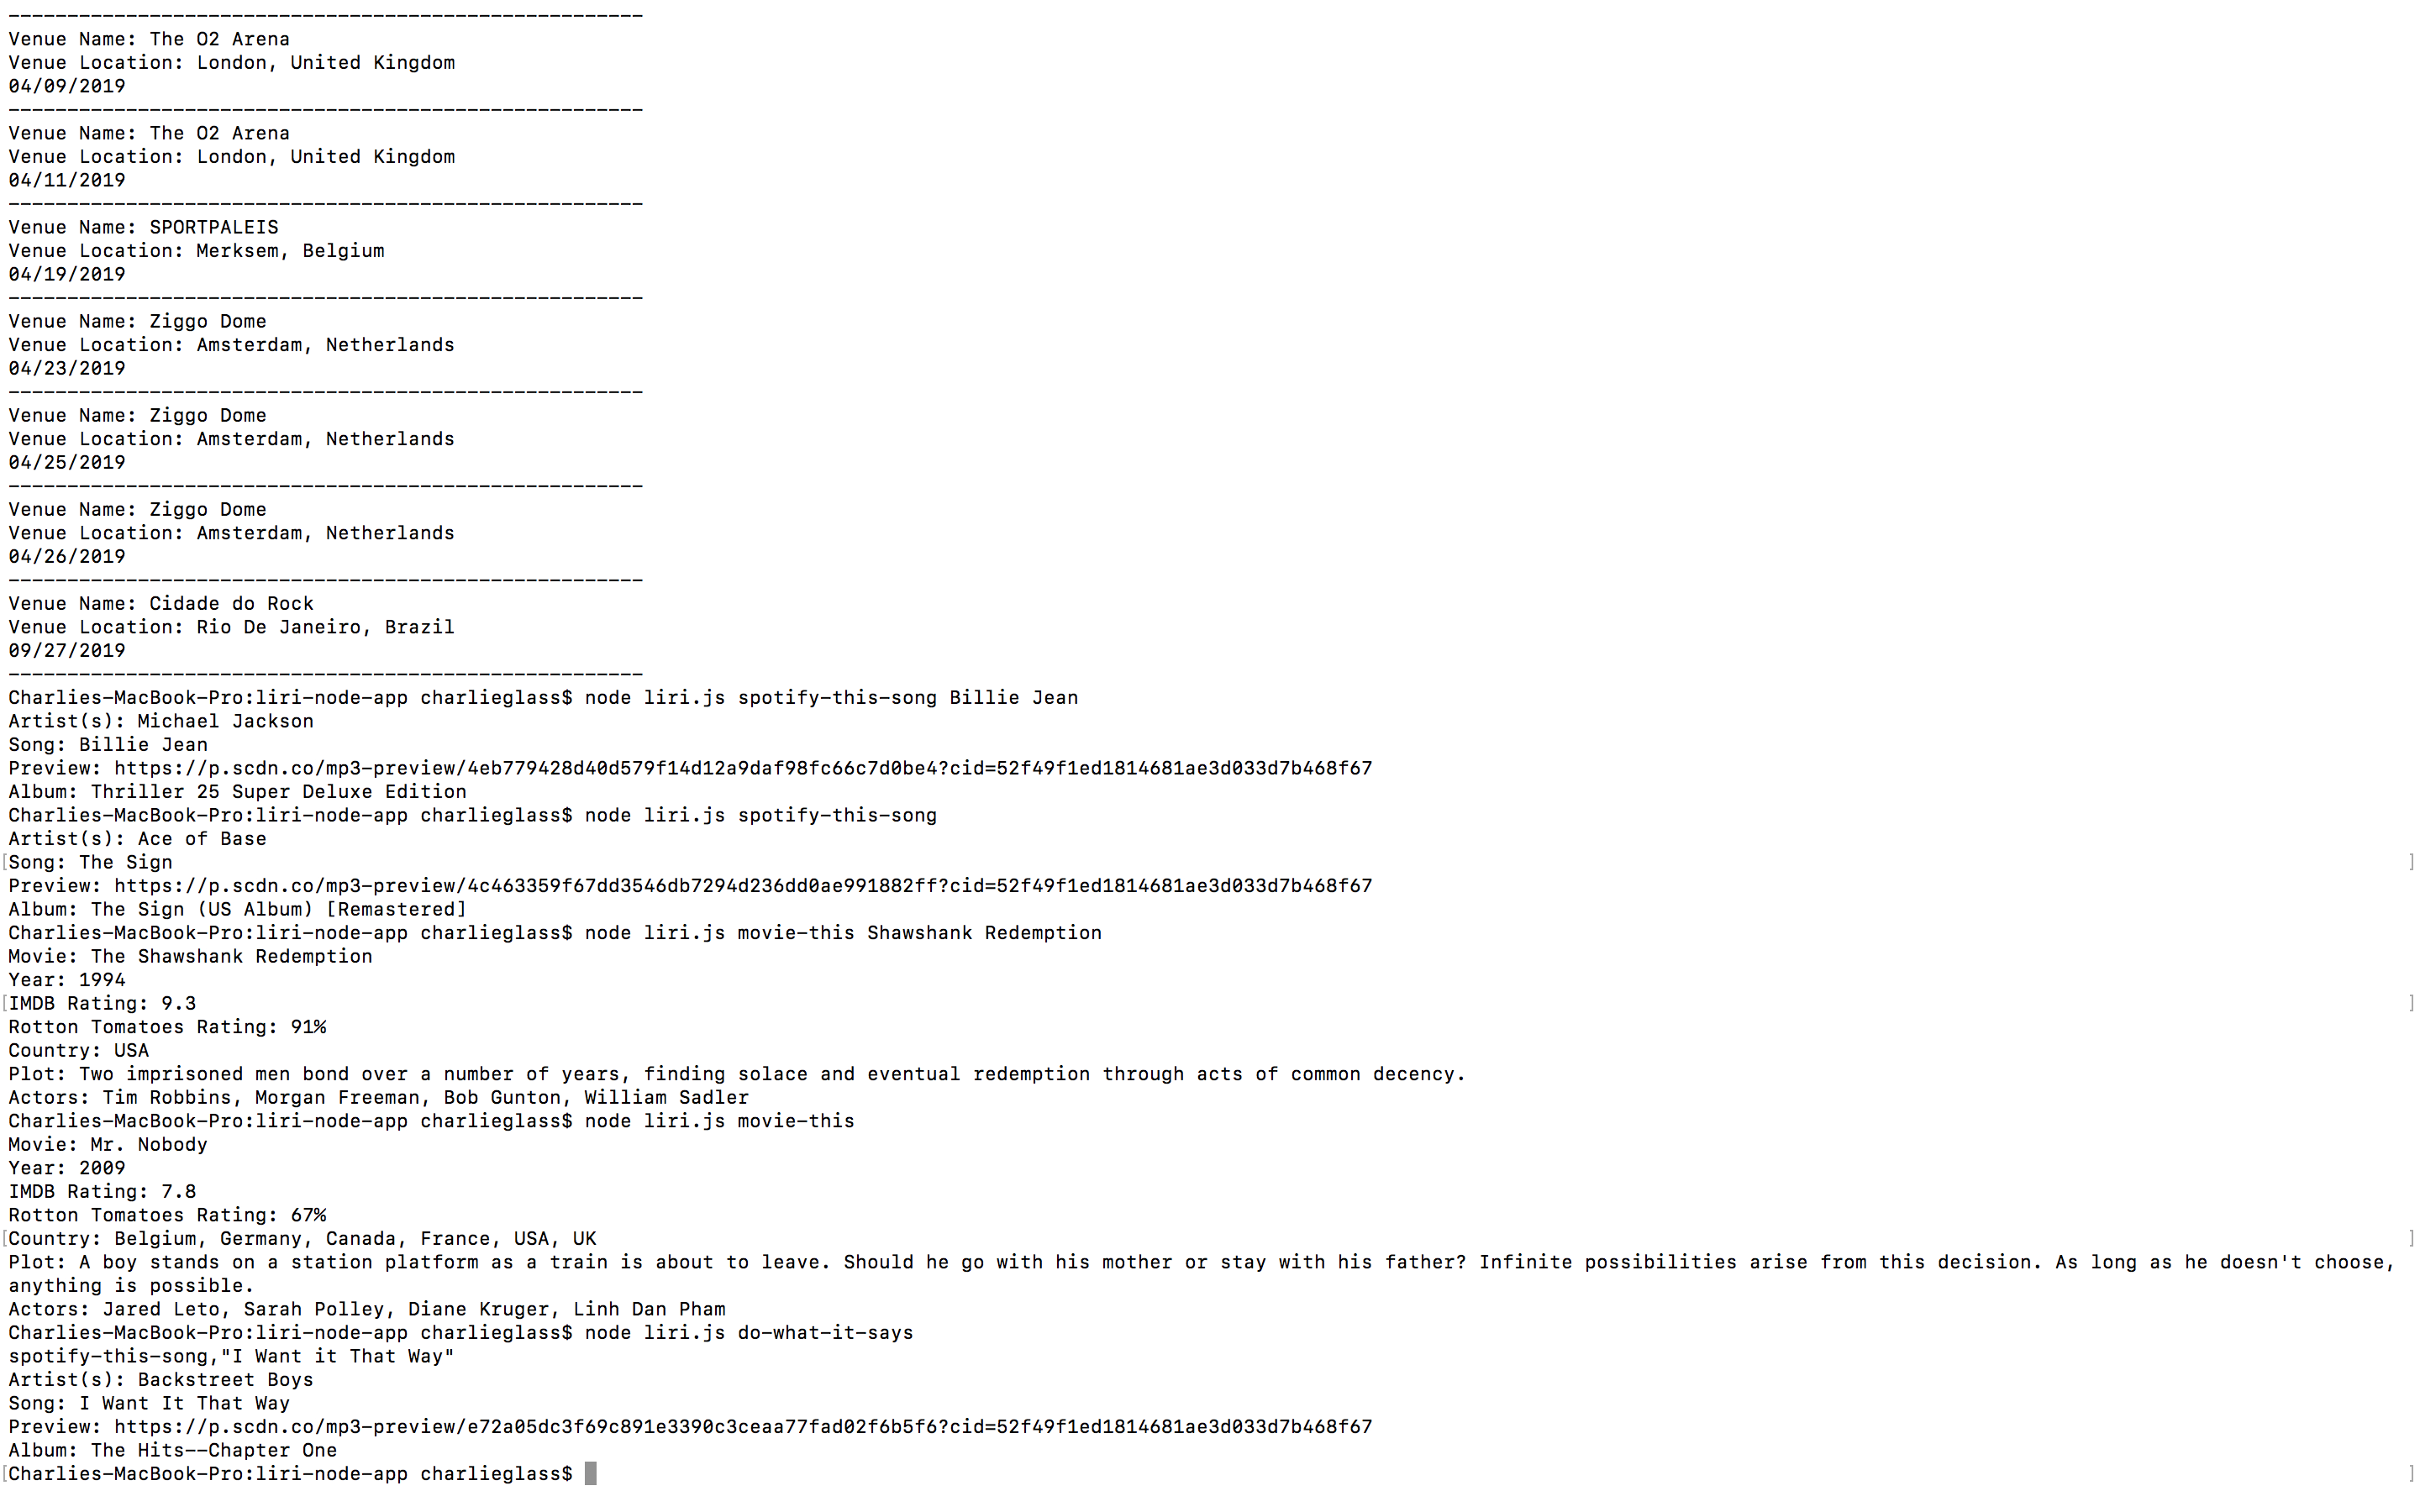 ------------------------------------------------------
Venue Name: The O2 Arena
Venue Location: London, United Kingdom
04/09/2019
------------------------------------------------------
Venue Name: The O2 Arena
Venue Location: London, United Kingdom
04/11/2019
------------------------------------------------------
Venue Name: SPORTPALEIS
Venue Location: Merksem, Belgium
04/19/2019
------------------------------------------------------
Venue Name: Ziggo Dome
Venue Location: Amsterdam, Netherlands
04/23/2019
------------------------------------------------------
Venue Name: Ziggo Dome
Venue Location: Amsterdam, Netherlands
04/25/2019
------------------------------------------------------
Venue Name: Ziggo Dome
Venue Location: Amsterdam, Netherlands
04/26/2019
------------------------------------------------------
Venue Name: Cidade do Rock
Venue Location: Rio De Janeiro, Brazil
09/27/2019
------------------------------------------------------
Charlies-MacBook-Pro:liri-node-app charlieglass$ node liri.js spotify-this-song Billie Jean
Artist(s): Michael Jackson
Song: Billie Jean
Preview: https://p.scdn.co/mp3-preview/4eb779428d40d579f14d12a9daf98fc66c7d0be4?cid=52f49f1ed1814681ae3d033d7b468f67
Album: Thriller 25 Super Deluxe Edition
Charlies-MacBook-Pro:liri-node-app charlieglass$ node liri.js spotify-this-song
Artist(s): Ace of Base
[Song: The Sign ]
Preview: https://p.scdn.co/mp3-preview/4c463359f67dd3546db7294d236dd0ae991882ff?cid=52f49f1ed1814681ae3d033d7b468f67
Album: The Sign (US Album) [Remastered]
Charlies-MacBook-Pro:liri-node-app charlieglass$ node liri.js movie-this Shawshank Redemption
Movie: The Shawshank Redemption
Year: 1994
[IMDB Rating: 9.3 ]
Rotton Tomatoes Rating: 91%
Country: USA
Plot: Two imprisoned men bond over a number of years, finding solace and eventual redemption through acts of common decency.
Actors: Tim Robbins, Morgan Freeman, Bob Gunton, William Sadler
Charlies-MacBook-Pro:liri-node-app charlieglass$ node liri.js movie-this
Movie: Mr. Nobody
Year: 2009
IMDB Rating: 7.8
Rotton Tomatoes Rating: 67%
[Country: Belgium, Germany, Canada, France, USA, UK ]
Plot: A boy stands on a station platform as a train is about to leave. Should he go with his mother or stay with his father? Infinite possibilities arise from this decision. As long as he doesn't choose,
anything is possible.
Actors: Jared Leto, Sarah Polley, Diane Kruger, Linh Dan Pham
Charlies-MacBook-Pro:liri-node-app charlieglass$ node liri.js do-what-it-says
spotify-this-song,"I Want it That Way"
Artist(s): Backstreet Boys
Song: I Want It That Way
Preview: https://p.scdn.co/mp3-preview/e72a05dc3f69c891e3390c3ceaa77fad02f6b5f6?cid=52f49f1ed1814681ae3d033d7b468f67
Album: The Hits--Chapter One
[Charlies-MacBook-Pro:liri-node-app charlieglass$ ]